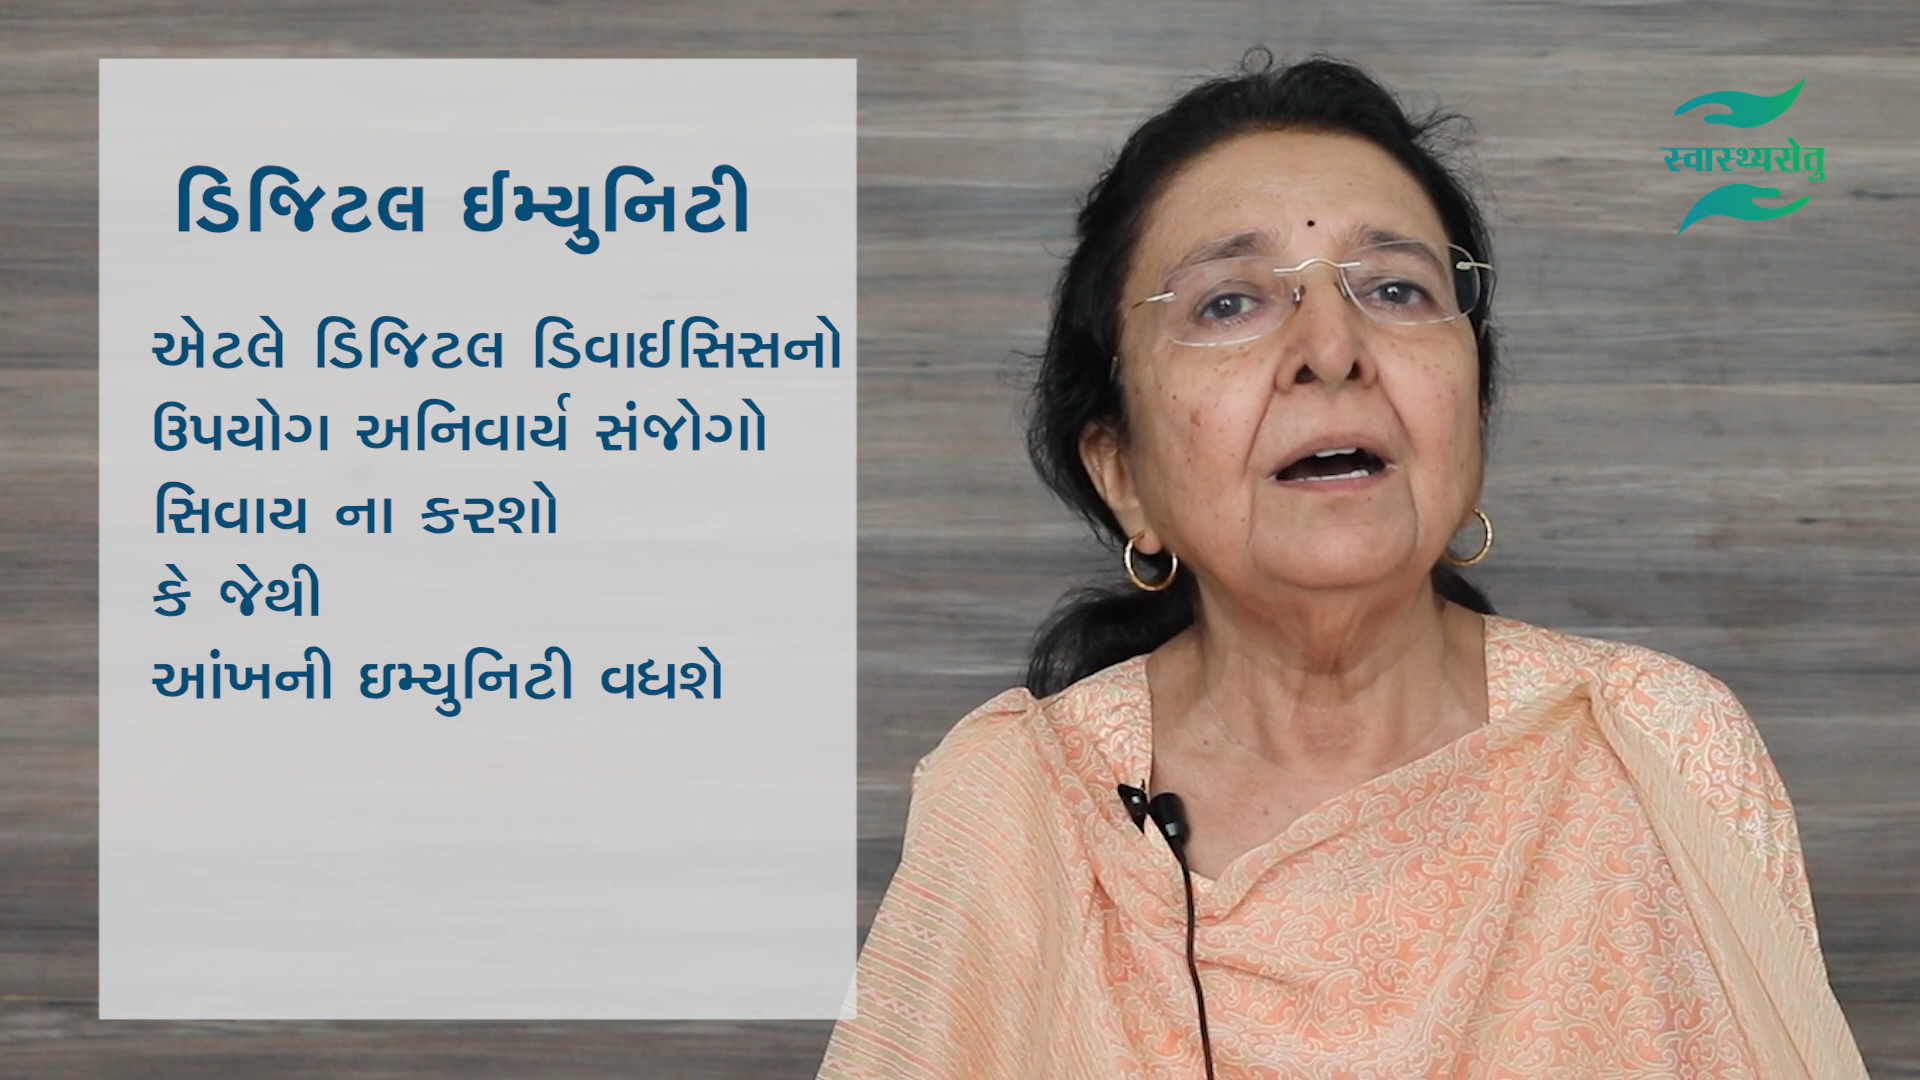 ડિજિટલ ઈમ્યુનિટી
એટલે ડિજિટલ ડિવાઈસિસનો
ઉપયોગ અનિવાર્ય સંજોગો
સિવાય ના કરશો
કે જેથી
આંખની ઇમ્યુનિટી વધશે
स्वास्थ्यसेतु